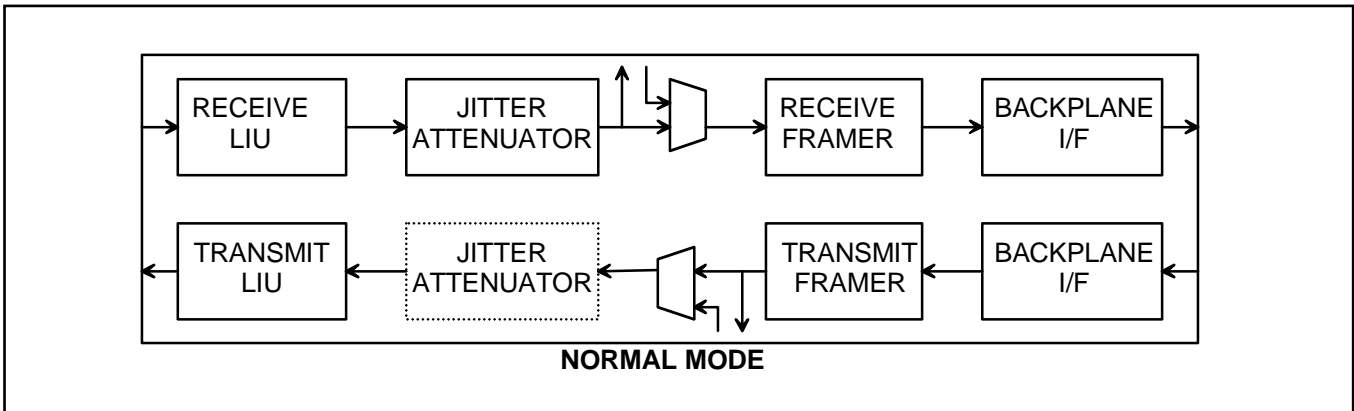 RECEIVE
LIU
JITTER
ATTENUATOR
RECEIVE
FRAMER
BACKPLANE
I/F
TRANSMIT
LIU
JITTER
ATTENUATOR
TRANSMIT
FRAMER
BACKPLANE
I/F
NORMAL MODE